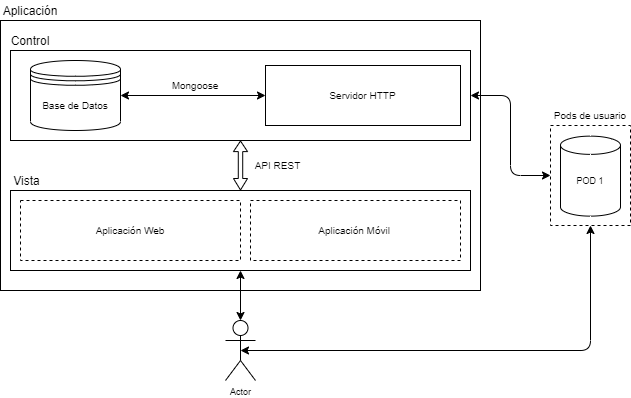 Aplicación
Control
Base de Datos
Mongoose
Servidor HTTP
Pods de usuario
POD 1
API REST
Vista
Aplicación Web
Aplicación Móvil
Actor